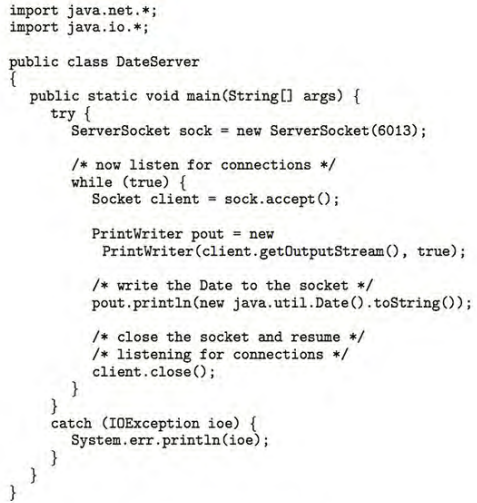 import java.net.*;
import java.io.*;
public class DateServer
{
public static void main(String[] args) {
try {
ServerSocket sock = new ServerSocket(6013);
/* now listen for connections */
while (true) {
Socket client = sock.accept();
PrintWriter pout = new
PrintWriter(client.getOutputStream(), true);
/* write the Date to the socket */
pout.println(new java.util.Date().toString());
/* close the socket and resume */
/* listening for connections */
client.close();
}
}
catch (IOException ioe) {
System.err.println(ioe);
}
}
}